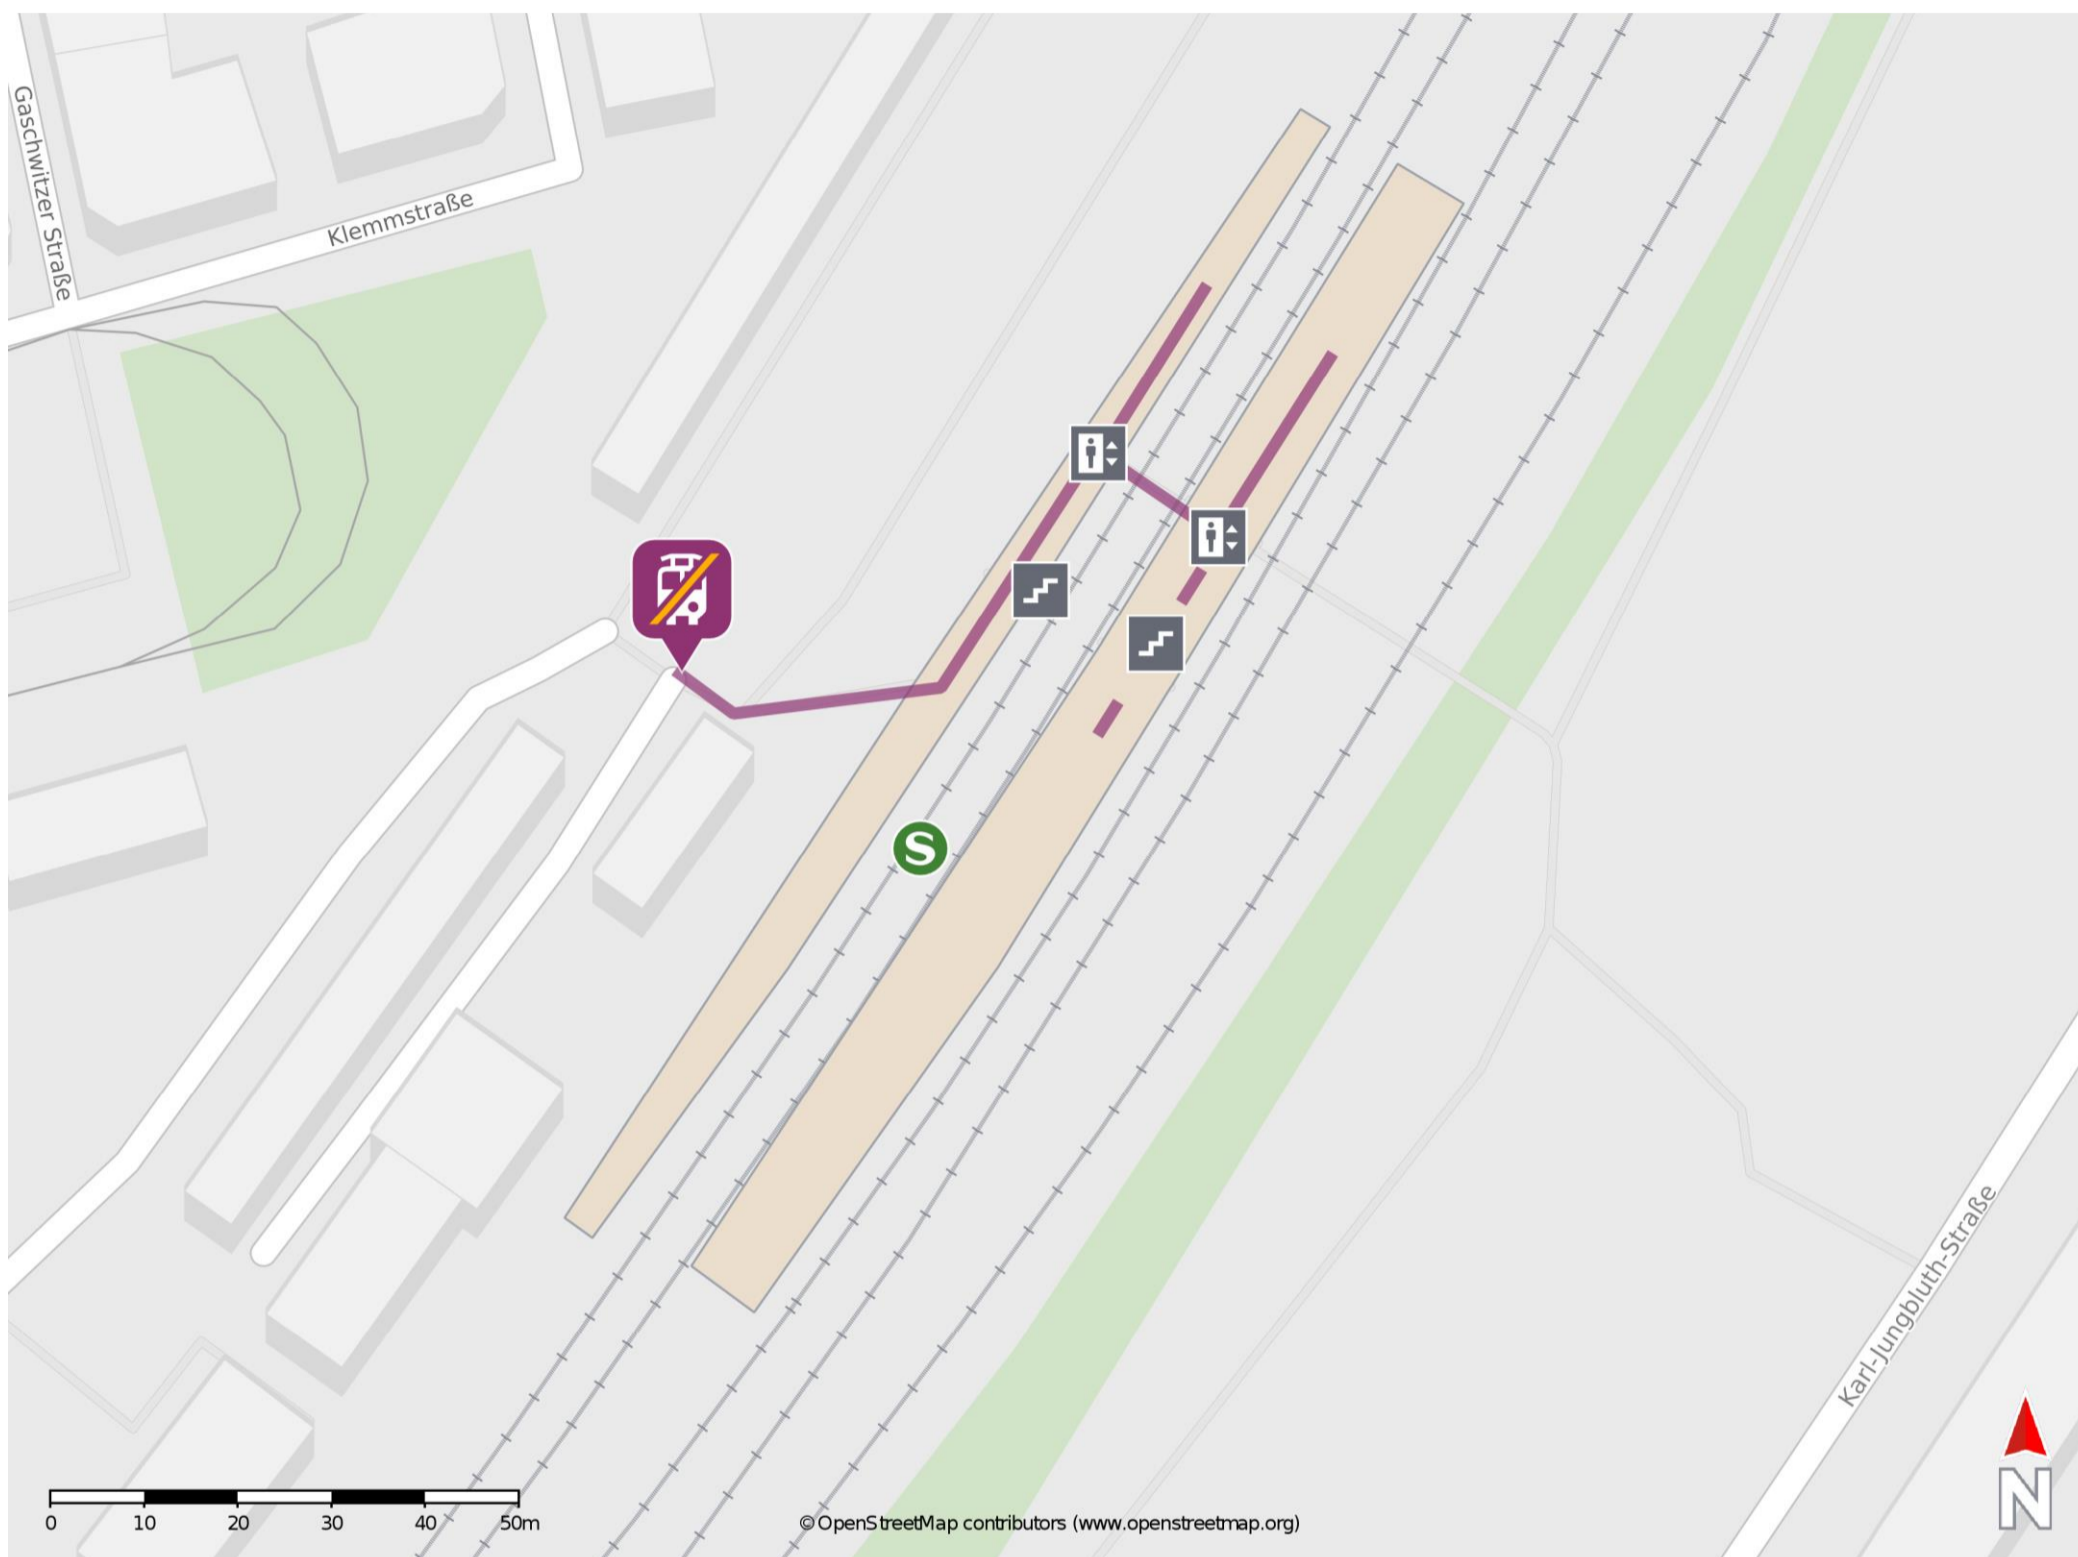 Gaschwitzer Straße
Klemmstraße
S
Karl-Jungbluth-Straße
N
0 10 20 30 40 50m
© OpenStreetMap contributors (www.openstreetmap.org)